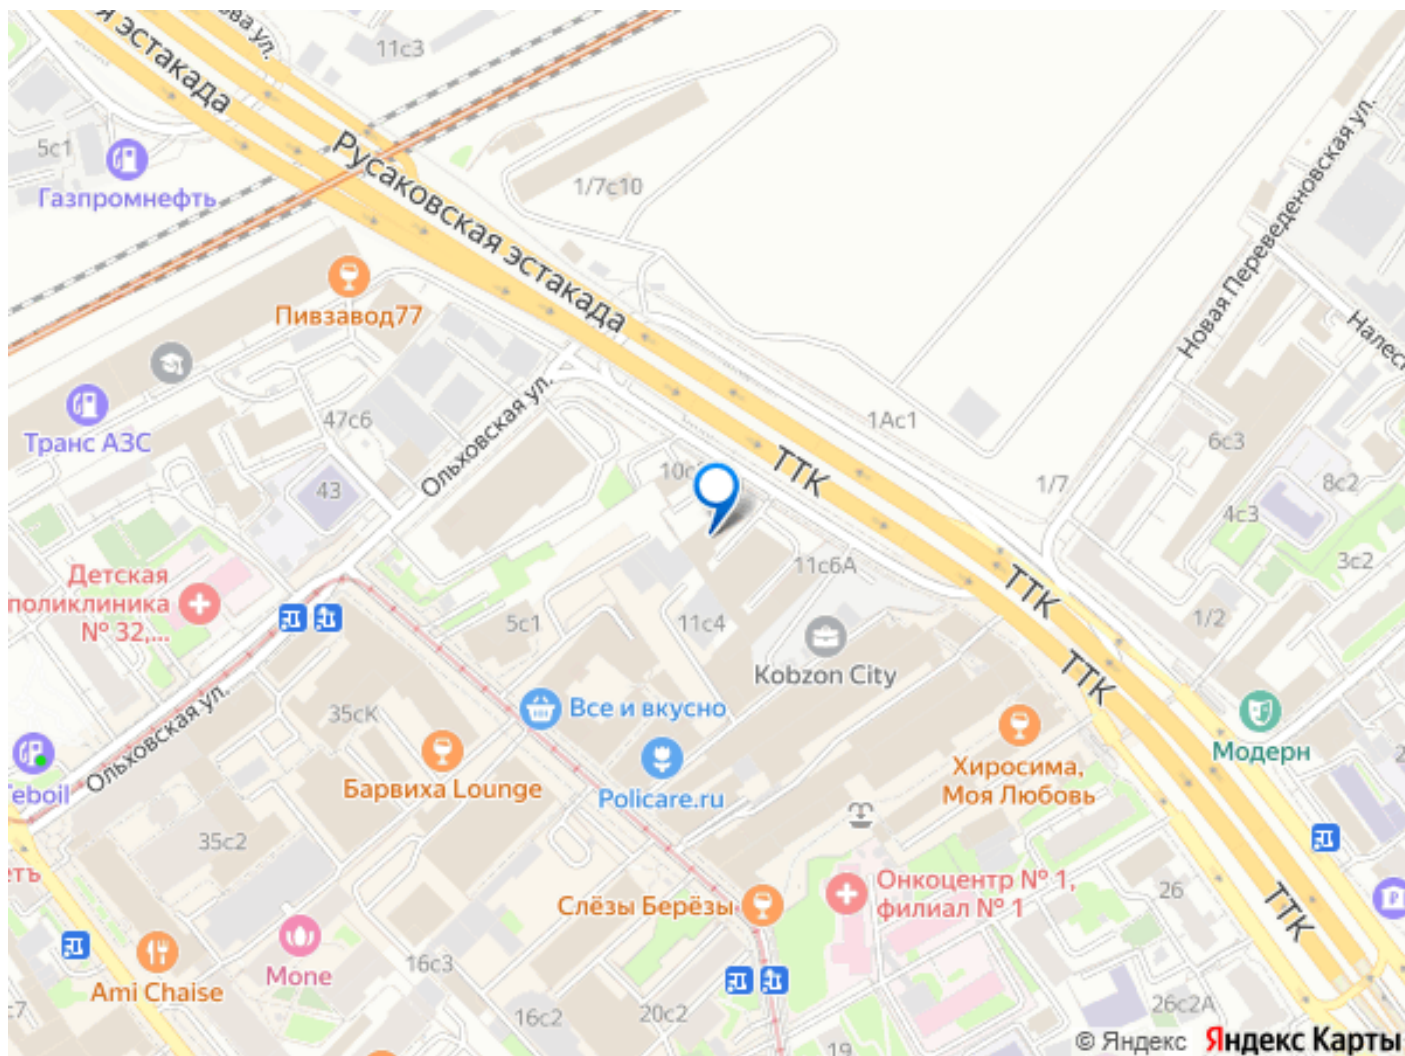 я эстакада
ова ул.
11с3
5с1
Газпромнефть
Русаковская эстакада
1/7с10
Новая Переведеновская ул.
Пивзавод77
Транс АЗС
47с6
Ольховская ул.
43
10с
ТТК
1Ас1
1/7
6с3
8с2
4с3
3с2
1/2
Детская
поликлиника
№ 32,...
5с1
11с4
11с6А
ТТК
ТТК
Kobzon City
Ольховская ул.
35сК
Все и вкусно
Барвиха Lounge
Policare.ru
Хиросима,
Моя Любовь
Модерн
Teboil
35с2
Слёзы Берёзы
Онкоцентр № 1,
филиал № 1
26
ТТК
Mone
Ami Chaise
16с3
16с2
20с2
19
26с2А
© Яндекс Яндекс Карты